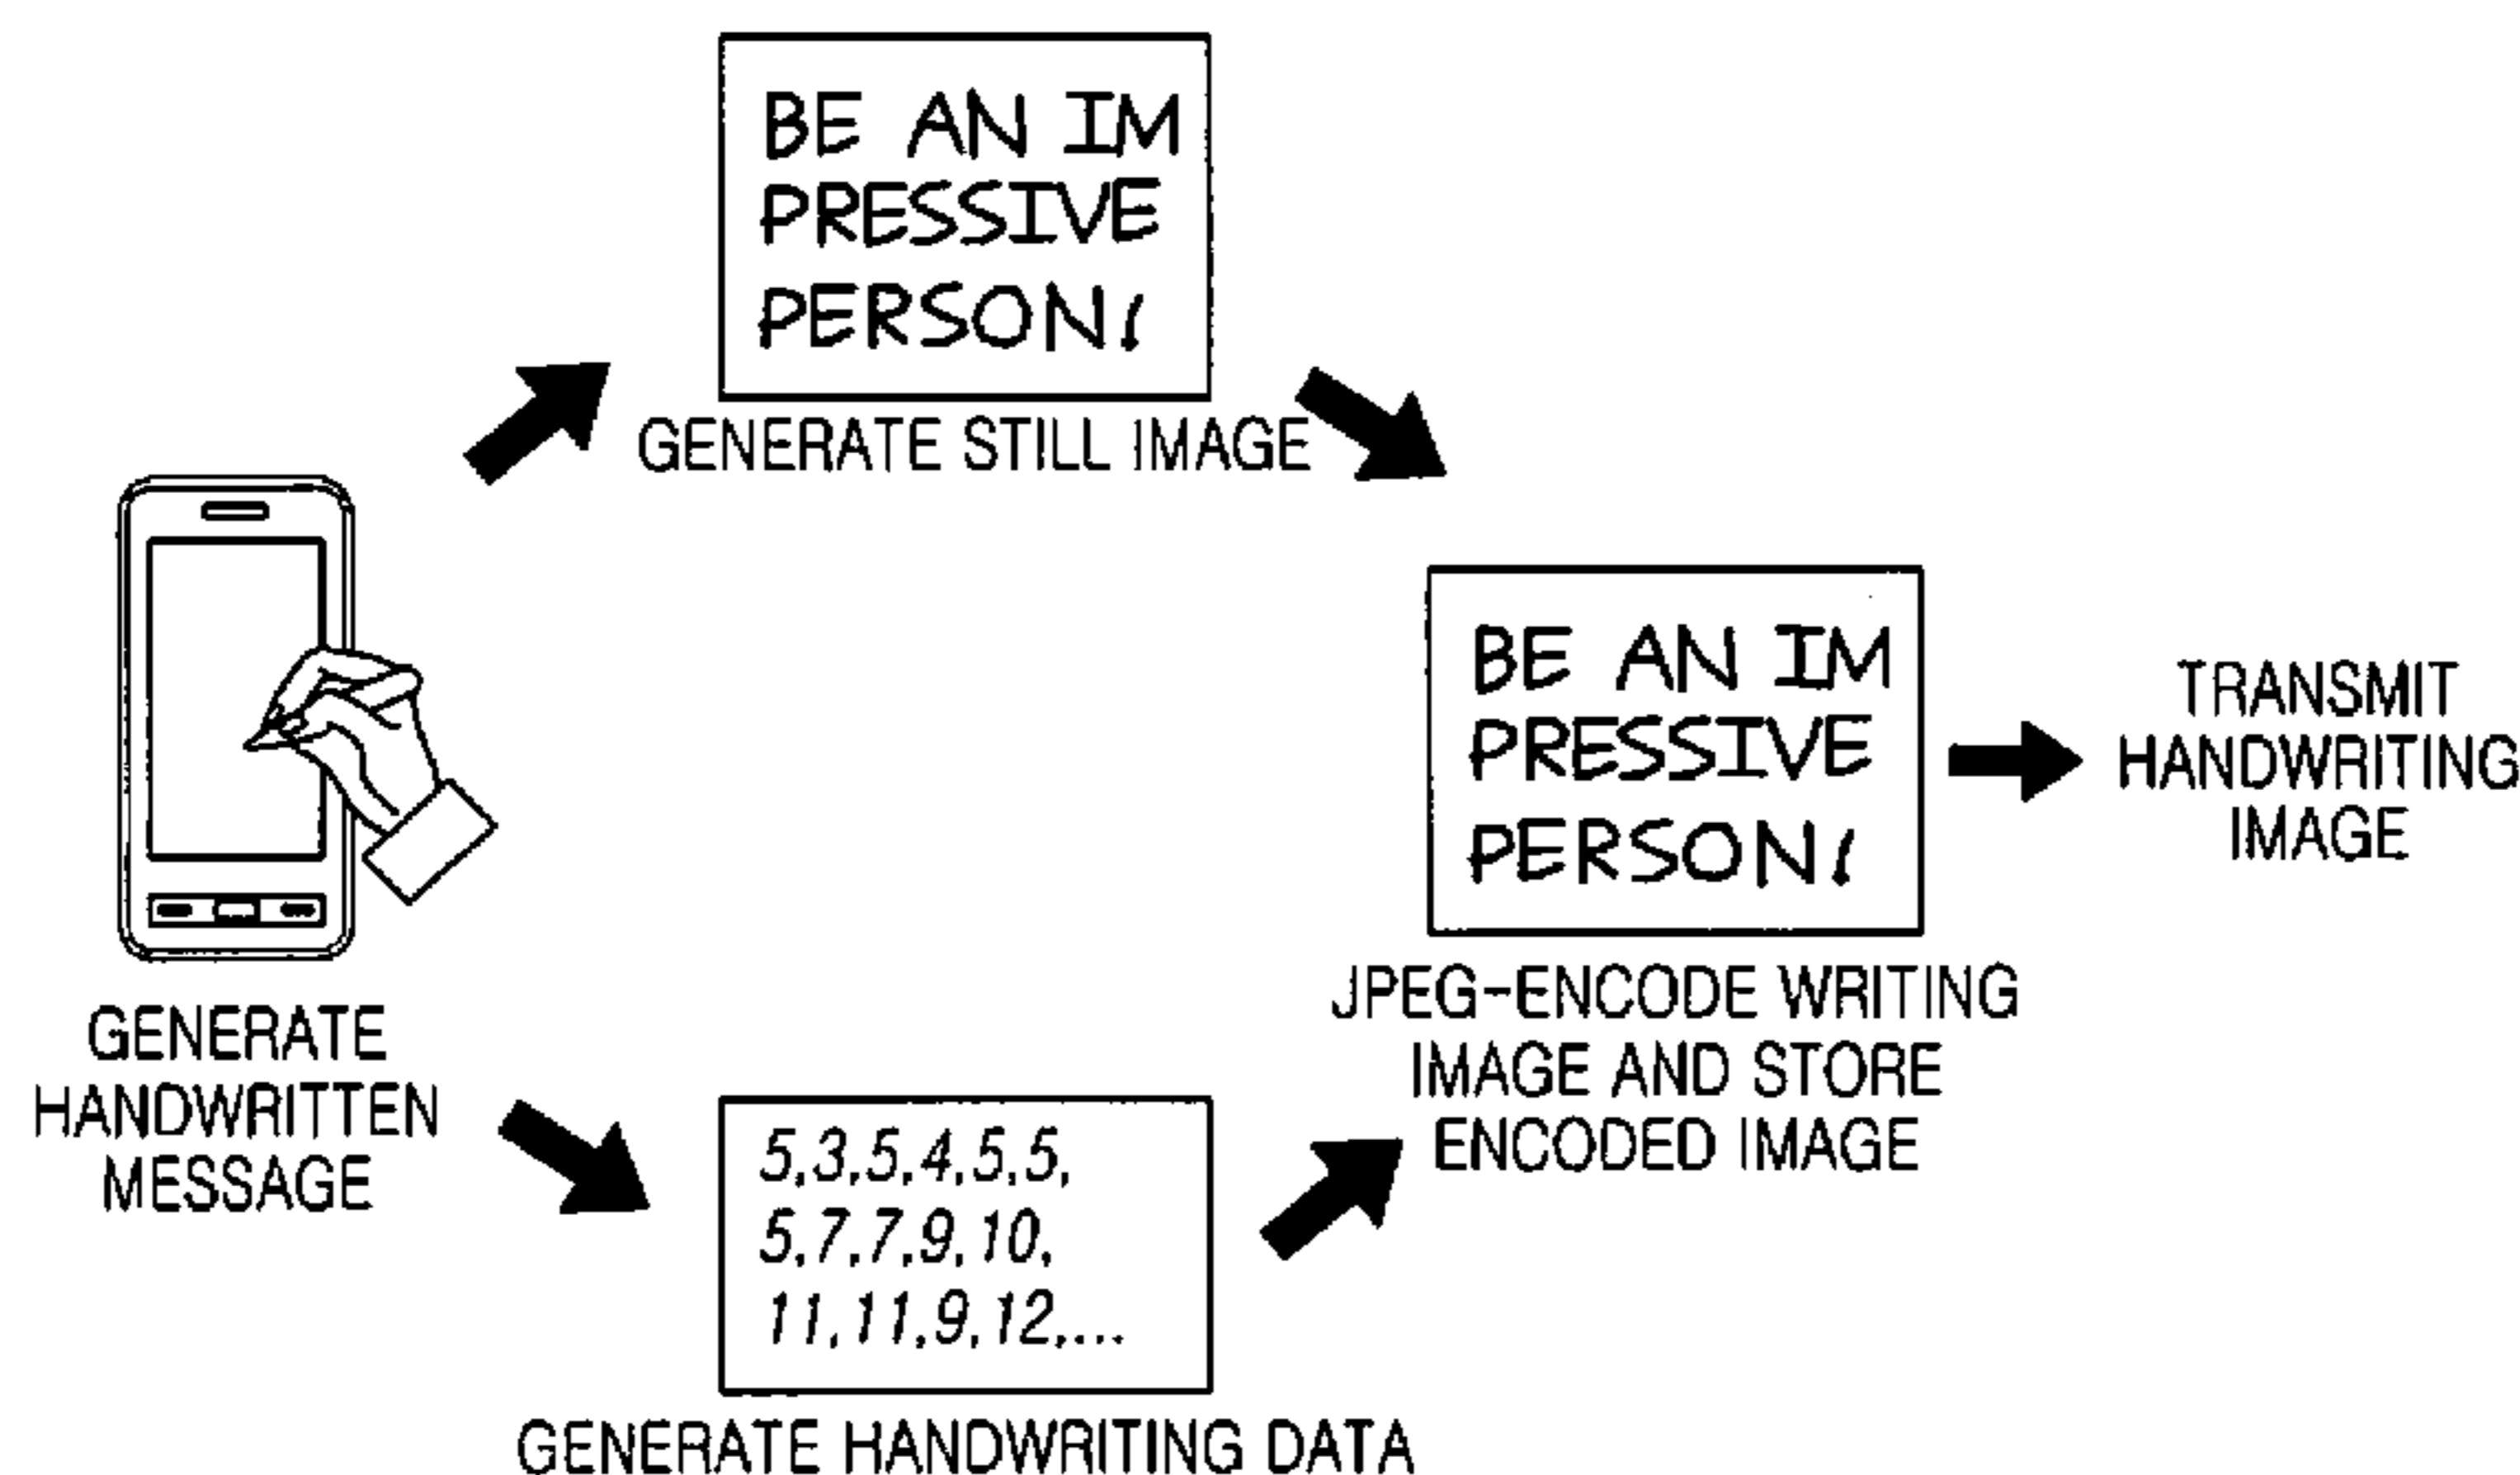 BE AN IM
PRESSIVE
PERSON!
GENERATE STILL IMAGE
GENERATE
HANDWRITTEN
MESSAGE
5,3,5,4,5,5,
5,7,7,9,10,
11,11,9,12,...
GENERATE HANDWRITING DATA
BE AN IM
PRESSIVE
PERSON!
JPEG-ENCODE WRITING
IMAGE AND STORE
ENCODED IMAGE
TRANSMIT
HANDWRITING
IMAGE